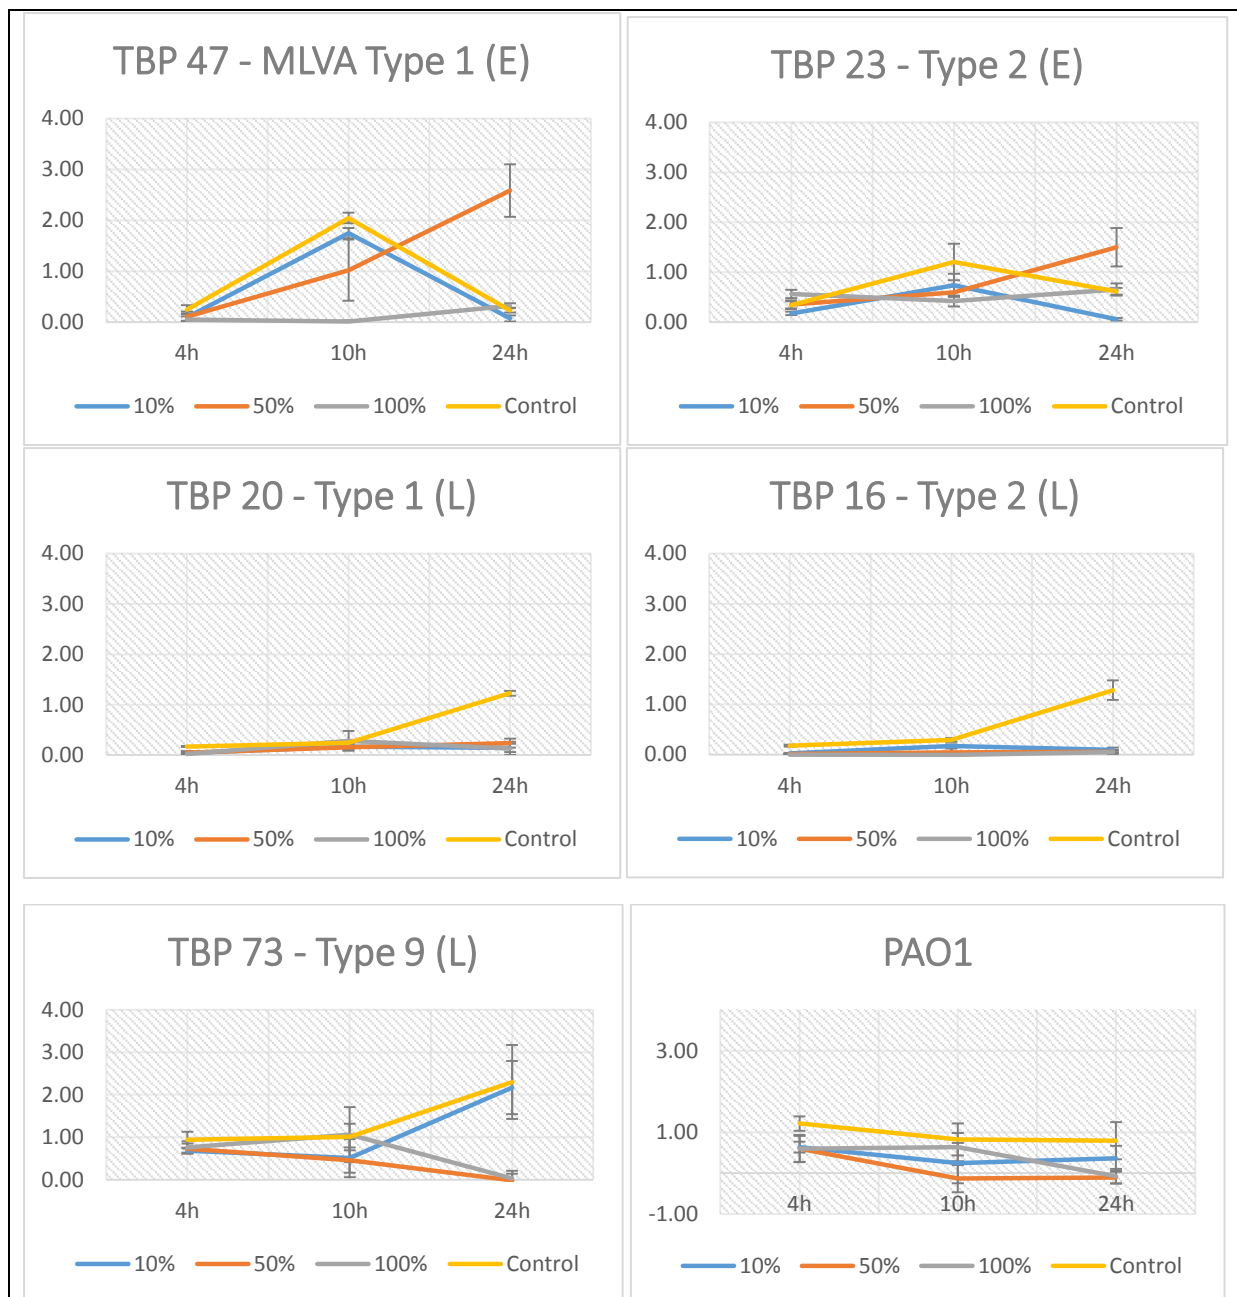 TBP 47 - MLVA Type 1 (E)
4.00
3.00
2.00
1.00
0.00
4h 10h 24h
10% 50% 100% Control
TBP 23 - Type 2 (E)
4.00
3.00
2.00
1.00
0.00
4h 10h 24h
10% 50% 100% Control
TBP 20 - Type 1 (L)
4.00
3.00
2.00
1.00
0.00
4h 10h 24h
10% 50% 100% Control
TBP 16 - Type 2 (L)
4.00
3.00
2.00
1.00
0.00
4h 10h 24h
10% 50% 100% Control
TBP 73 - Type 9 (L)
4.00
3.00
2.00
1.00
0.00
4h 10h 24h
10% 50% 100% Control
PAO1
3.00
1.00
-1.00
4h 10h 24h
10% 50% 100% Control